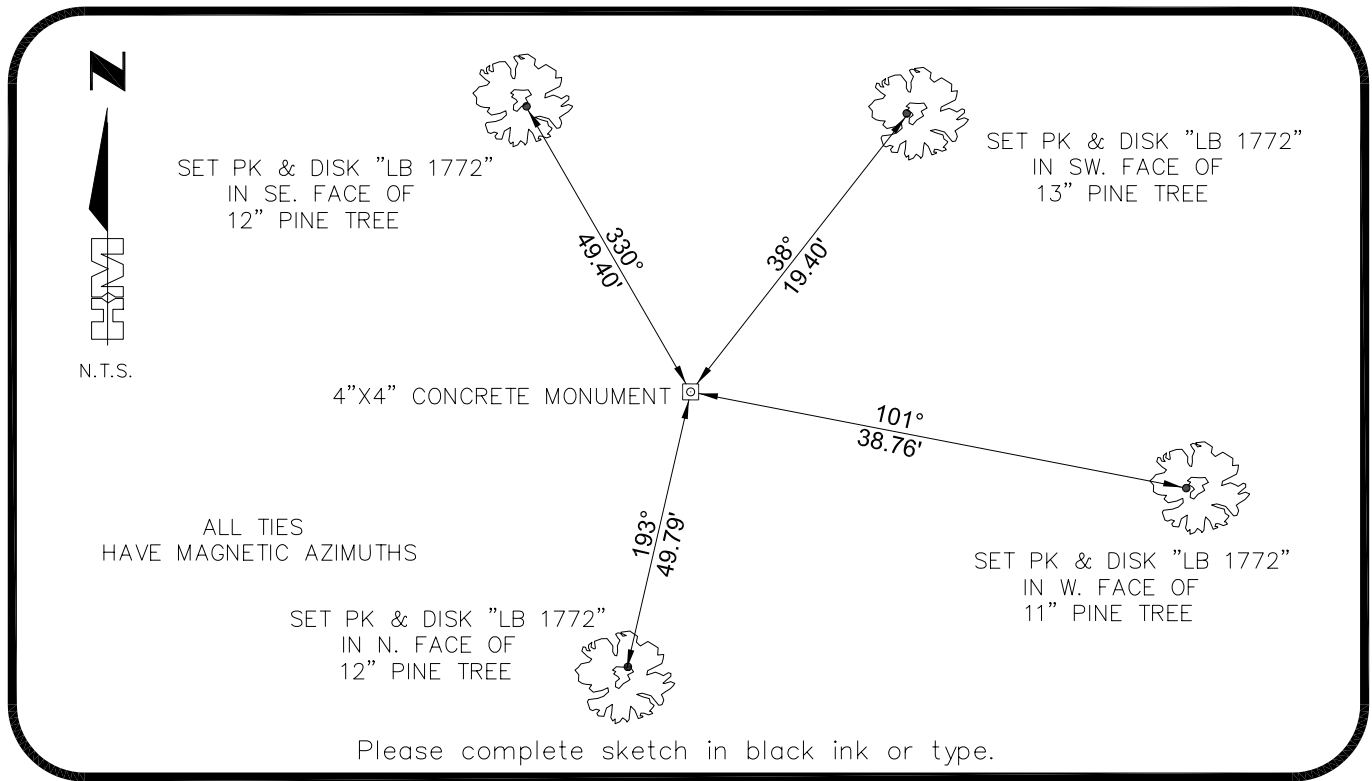 N
SET PK & DISK "LB 1772"
IN SE. FACE OF
12" PINE TREE
SET PK & DISK "LB 1772"
IN SW. FACE OF
13" PINE TREE
HM
N.T.S.
330°
49.40'
38°
19.40'
4"X4" CONCRETE MONUMENT
101°
38.76'
193°
49.79'
ALL TIES
HAVE MAGNETIC AZIMUTHS
SET PK & DISK "LB 1772"
IN W. FACE OF
11" PINE TREE
SET PK & DISK "LB 1772"
IN N. FACE OF
12" PINE TREE
Please complete sketch in black ink or type.